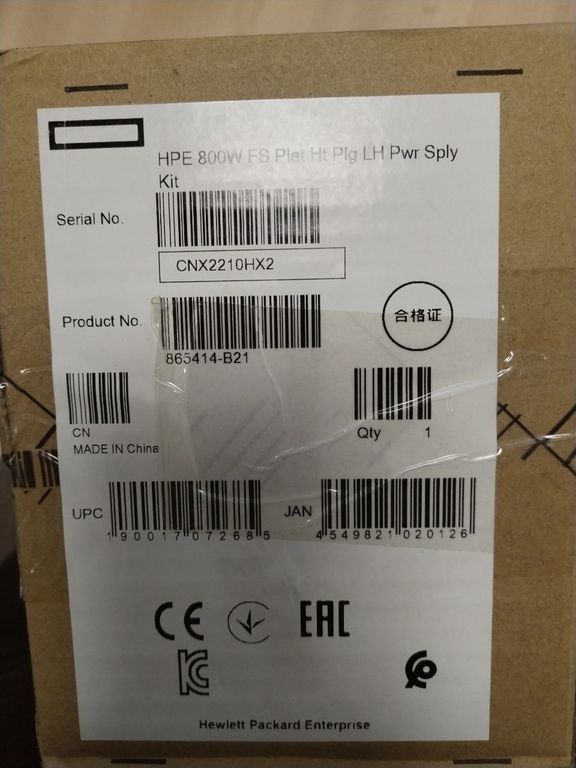 HPE 800W FS Plat Ht Plg LH Pwr Sply
Kit
Serial No.
CNX2210HX2
Product No.
865414-B21
合格证
CN
MADE IN China
Qty 1
UPC
190017072685
JAN
4549821020126
CE
EAC
KC
Hewlett Packard Enterprise